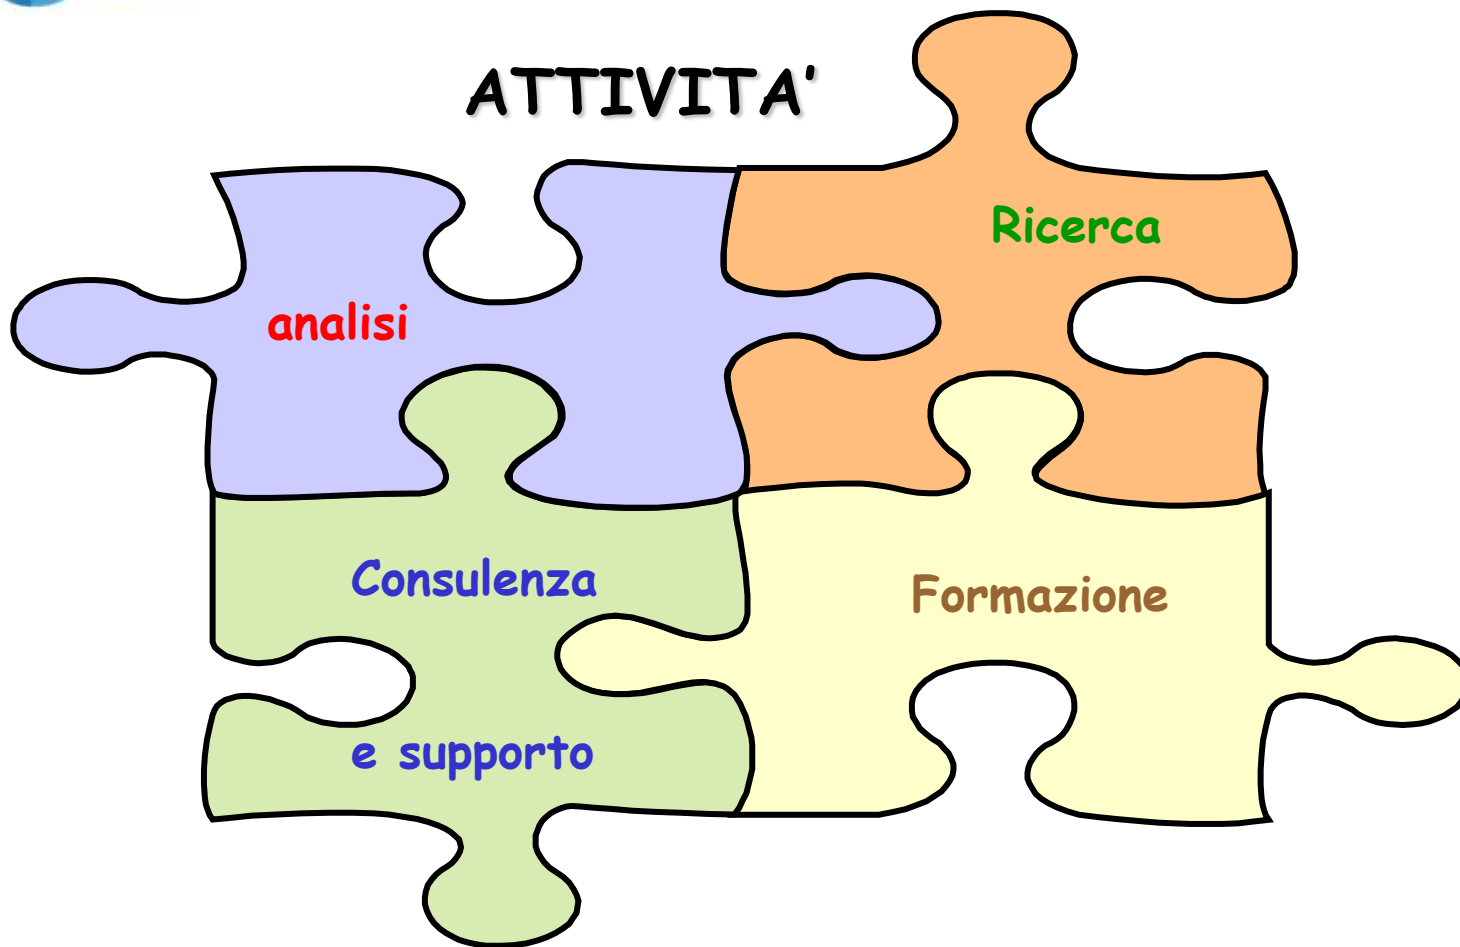 ATTIVITA'
Ricerca
analisi
Consulenza
Formazione
e supporto